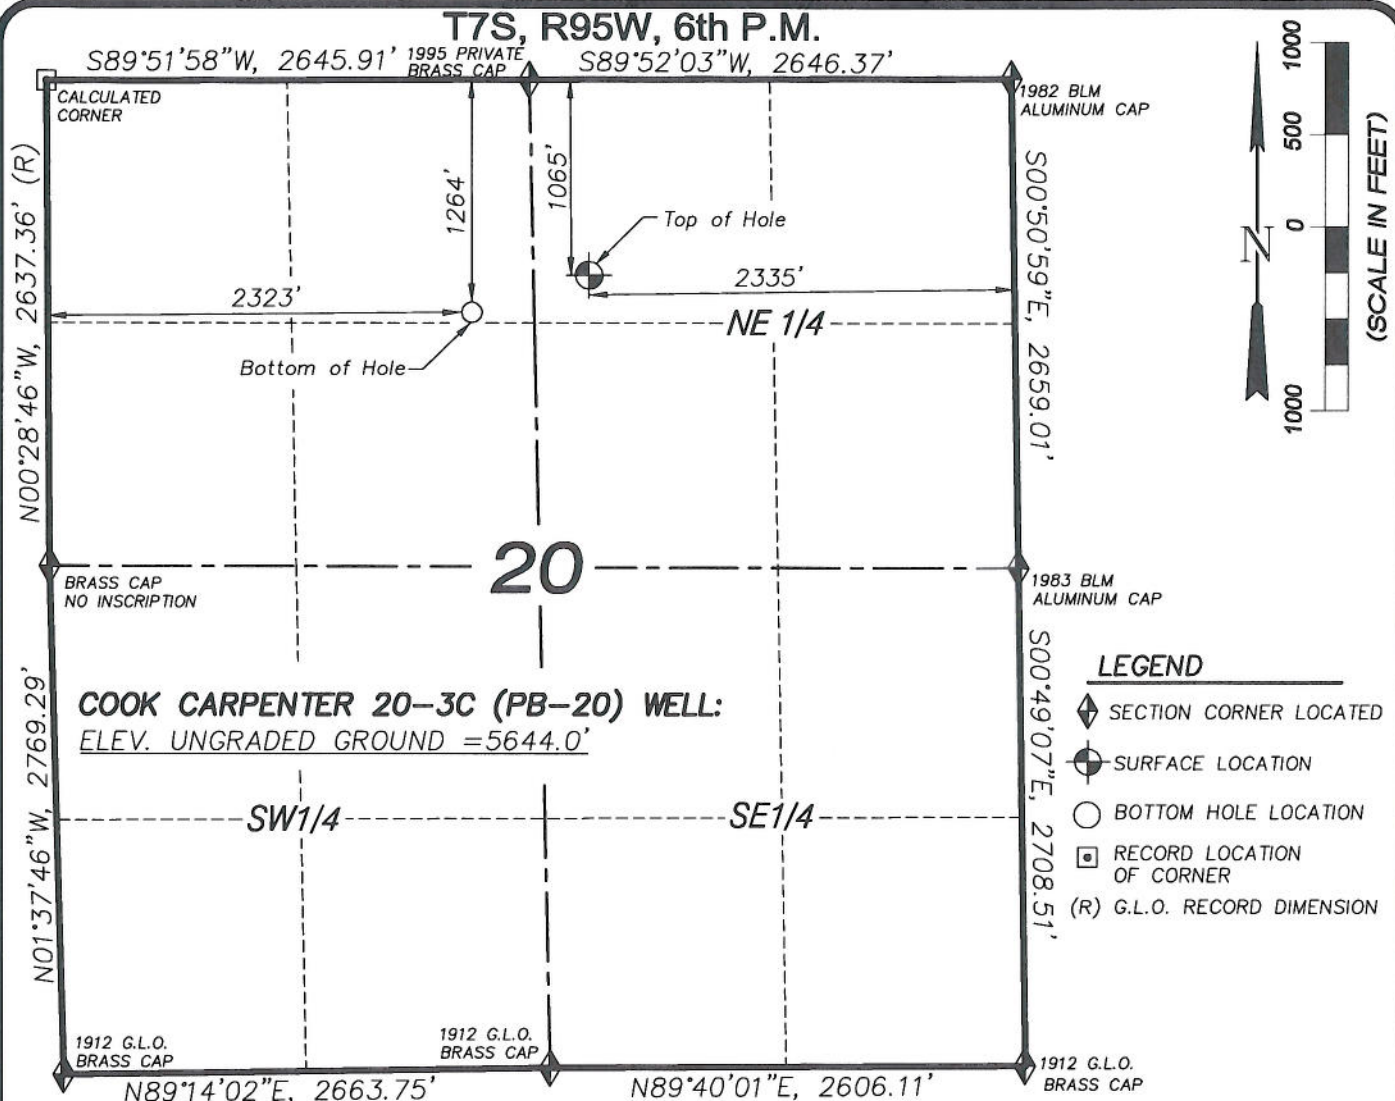 T7S, R95W, 6th P.M.
S89°51'58"W, 2645.91'
1995 PRIVATE
BRASS CAP
S89°52'03"W, 2646.37'
CALCULATED
CORNER
1982 BLM
ALUMINUM CAP
N00°28'46"W, 2637.36' (R)
1264'
1065'
Top of Hole
2335'
2323'
NE 1/4
Bottom of Hole
S00°50'59"E, 2659.01'
N
1000
500
0
1000
(SCALE IN FEET)
20
BRASS CAP
NO INSCRIPTION
1983 BLM
ALUMINUM CAP
N01°37'46"W, 2769.29'
COOK CARPENTER 20-3C (PB-20) WELL:
ELEV. UNGRADED GROUND =5644.0'
S00°49'07"E, 2708.51'
SW1/4
SE1/4
LEGEND
SECTION CORNER LOCATED
SURFACE LOCATION
BOTTOM HOLE LOCATION
RECORD LOCATION
OF CORNER
(R) G.L.O. RECORD DIMENSION
1912 G.L.O.
BRASS CAP
1912 G.L.O.
BRASS CAP
1912 G.L.O.
BRASS CAP
N89°14'02"E, 2663.75'
N89°40'01"E, 2606.11'